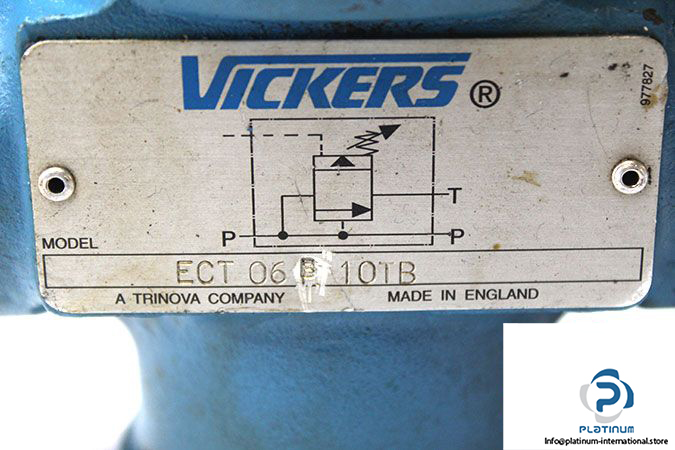 VICKERS ®
977827
T
P P
MODEL
ECT 06 B 10TB
A TRINOVA COMPANY MADE IN ENGLAND
P
PLATINUM
Info@platinum-international.store